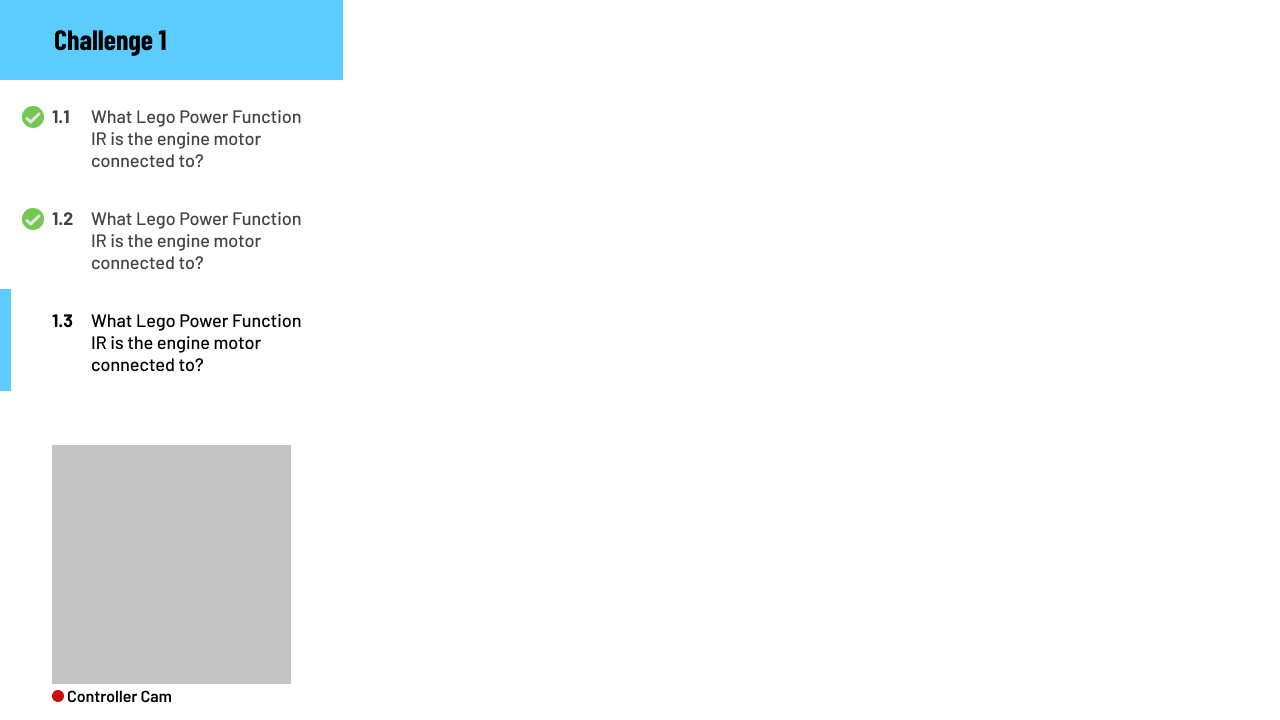 Challenge 1
1.1 What Lego Power Function
IR is the engine motor
connected to?
1.2 What Lego Power Function
IR is the engine motor
connected to?
1.3 What Lego Power Function
IR is the engine motor
connected to?
Controller Cam